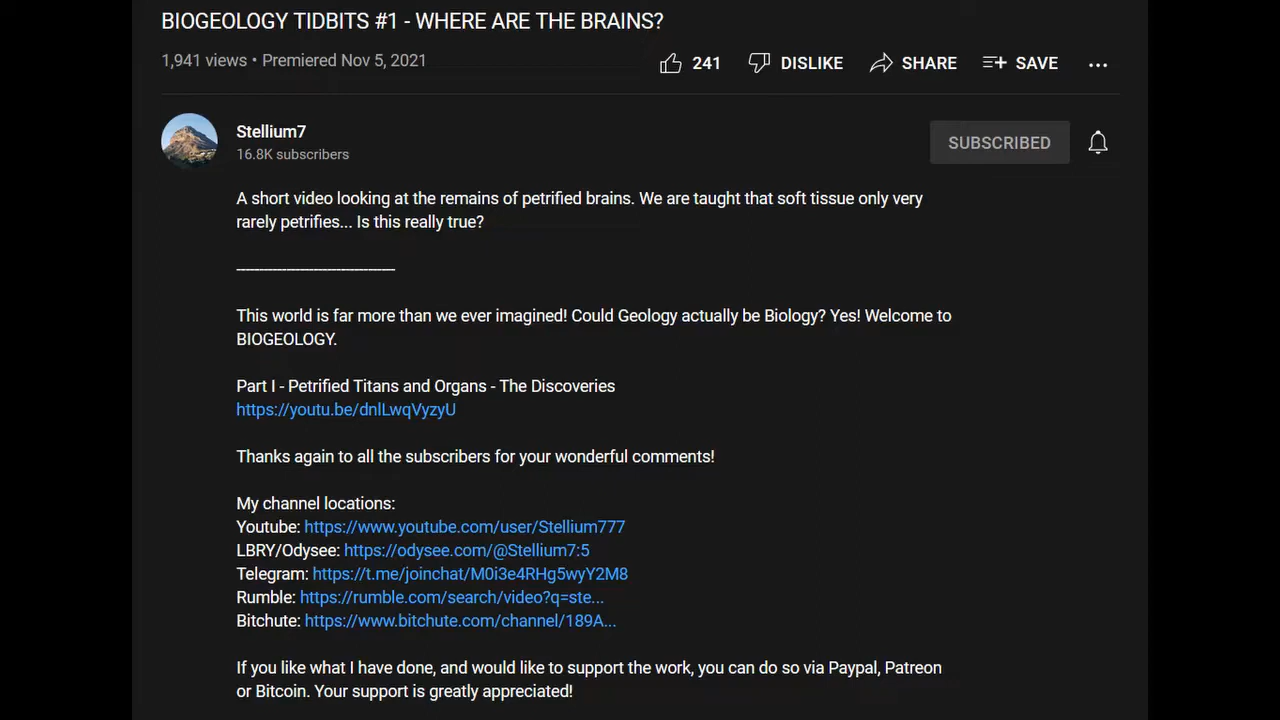 BIOGEOLOGY TIDBITS #1 - WHERE ARE THE BRAINS?
1,941 views • Premiered Nov 5, 2021
241 DISLIKE SHARE SAVE ...
Stellium7
16.8K subscribers
SUBSCRIBED
A short video looking at the remains of petrified brains. We are taught that soft tissue only very
rarely petrifies... Is this really true?
--------------------------------
This world is far more than we ever imagined! Could Geology actually be Biology? Yes! Welcome to
BIOGEOLOGY.
Part I - Petrified Titans and Organs - The Discoveries
https://youtu.be/dnlLwqVyzyU
Thanks again to all the subscribers for your wonderful comments!
My channel locations:
Youtube: https://www.youtube.com/user/Stellium777
LBRY/Odysee: https://odysee.com/@Stellium7:5
Telegram: https://t.me/joinchat/M0i3e4RHg5wyY2M8
Rumble: https://rumble.com/search/video?q=ste...
Bitchute: https://www.bitchute.com/channel/189A...
If you like what I have done, and would like to support the work, you can do so via Paypal, Patreon
or Bitcoin. Your support is greatly appreciated!